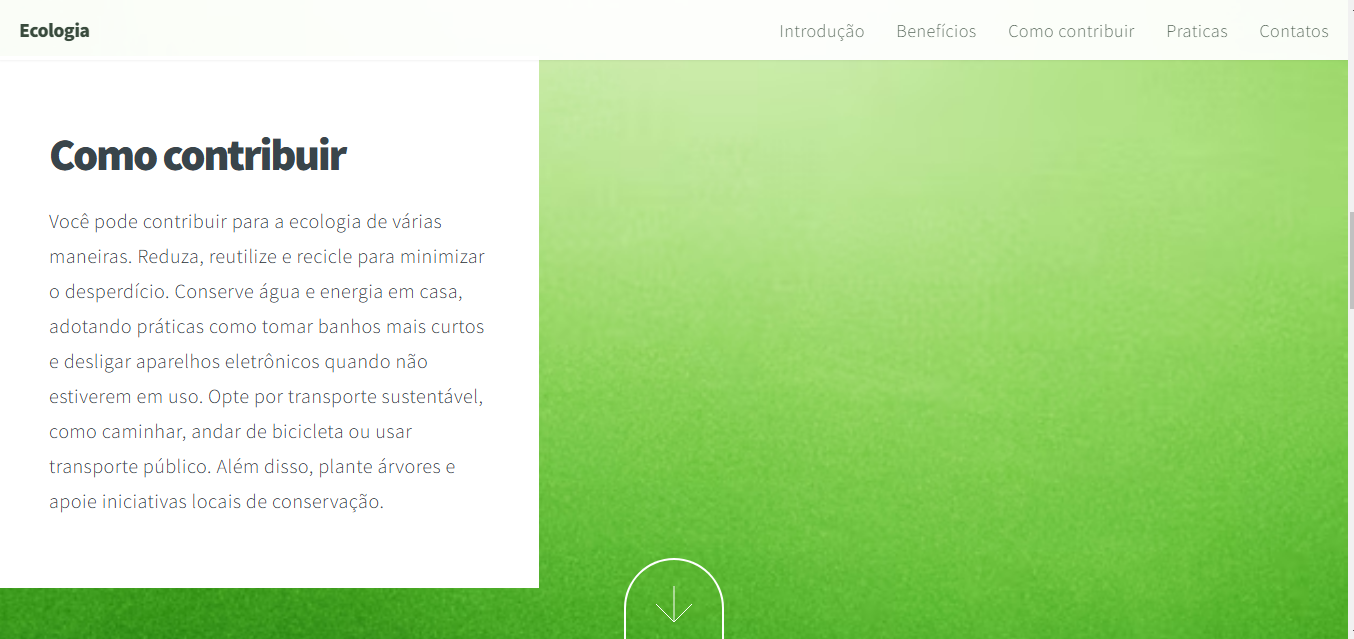 Ecologia
Introdução
Benefícios
Como contribuir
Praticas
Contatos
Como contribuir
Você pode contribuir para a ecologia de várias
maneiras. Reduza, reutilize e recicle para minimizar
o desperdício. Conserve água e energia em casa,
adotando práticas como tomar banhos mais curtos
e desligar aparelhos eletrônicos quando não
estiverem em uso. Opte por transporte sustentável,
como caminhar, andar de bicicleta ou usar
transporte público. Além disso, plante árvores e
apoie iniciativas locais de conservação.